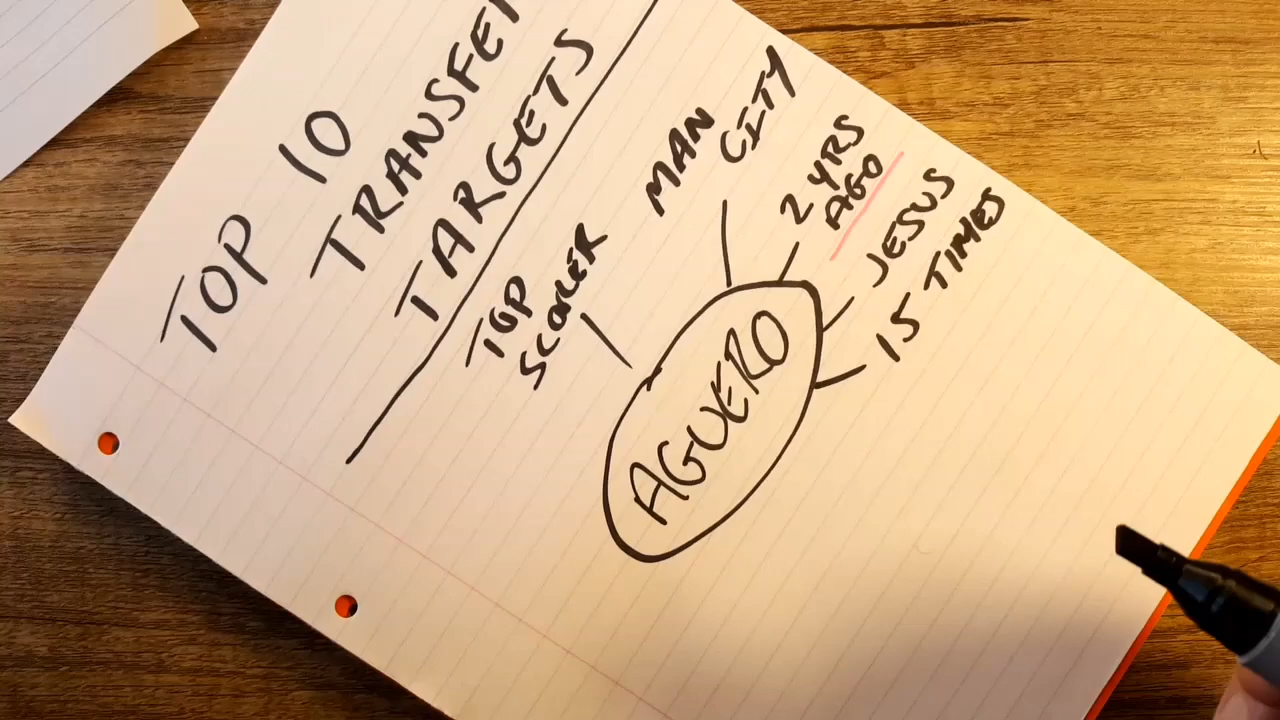 TOP 10
TRANSFER
TARGETS
TOP
SCORER
MAN
CITY
2 YRS
AGO
JESUS
15 TIMES
AGUERO